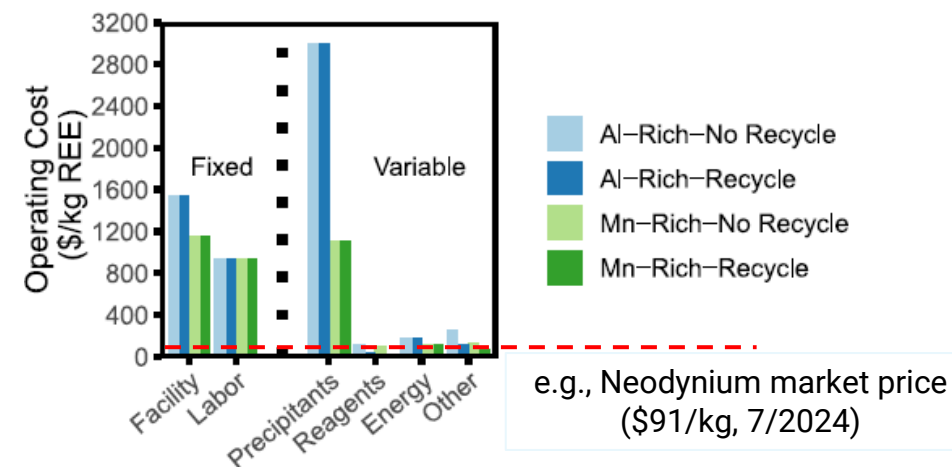 3200
2800
2400
2000
1600
1200
800
400
0
Operating Cost
($/kg REE)
Fixed
Variable
Facility
Labor
Precipitants
Reagents
Energy
Other
Al–Rich–No Recycle
Al–Rich–Recycle
Mn–Rich–No Recycle
Mn–Rich–Recycle
e.g., Neodynium market price
($91/kg, 7/2024)